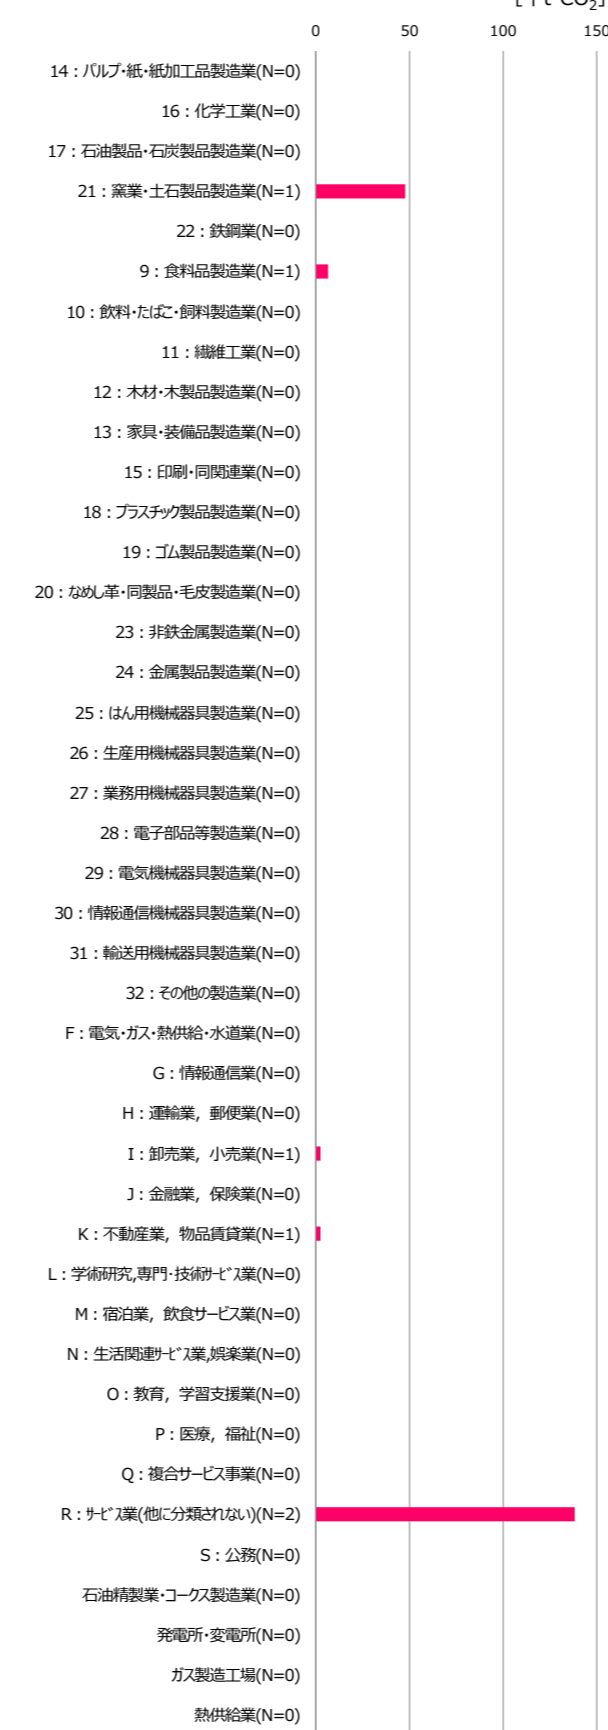 [千t-CO₂]
0 50 100 150
14：パルプ・紙・紙加工品製造業(N=0)
16：化学工業(N=0)
17：石油製品・石炭製品製造業(N=0)
21：窯業・土石製品製造業(N=1)
22：鉄鋼業(N=0)
9：食料品製造業(N=1)
10：飲料・たばこ・飼料製造業(N=0)
11：繊維工業(N=0)
12：木材・木製品製造業(N=0)
13：家具・装備品製造業(N=0)
15：印刷・同関連業(N=0)
18：プラスチック製品製造業(N=0)
19：ゴム製品製造業(N=0)
20：なめし革・同製品・毛皮製造業(N=0)
23：非鉄金属製造業(N=0)
24：金属製品製造業(N=0)
25：はん用機械器具製造業(N=0)
26：生産用機械器具製造業(N=0)
27：業務用機械器具製造業(N=0)
28：電子部品等製造業(N=0)
29：電気機械器具製造業(N=0)
30：情報通信機械器具製造業(N=0)
31：輸送用機械器具製造業(N=0)
32：その他の製造業(N=0)
F：電気・ガス・熱供給・水道業(N=0)
G：情報通信業(N=0)
H：運輸業，郵便業(N=0)
I：卸売業，小売業(N=1)
J：金融業，保険業(N=0)
K：不動産業，物品賃貸業(N=1)
L：学術研究,専門・技術ｻｰﾋﾞｽ業(N=0)
M：宿泊業，飲食サービス業(N=0)
N：生活関連ｻｰﾋﾞｽ業,娯楽業(N=0)
O：教育，学習支援業(N=0)
P：医療，福祉(N=0)
Q：複合サービス事業(N=0)
R：ｻｰﾋﾞｽ業(他に分類されない)(N=2)
S：公務(N=0)
石油精製業・コークス製造業(N=0)
発電所・変電所(N=0)
ガス製造工場(N=0)
熱供給業(N=0)